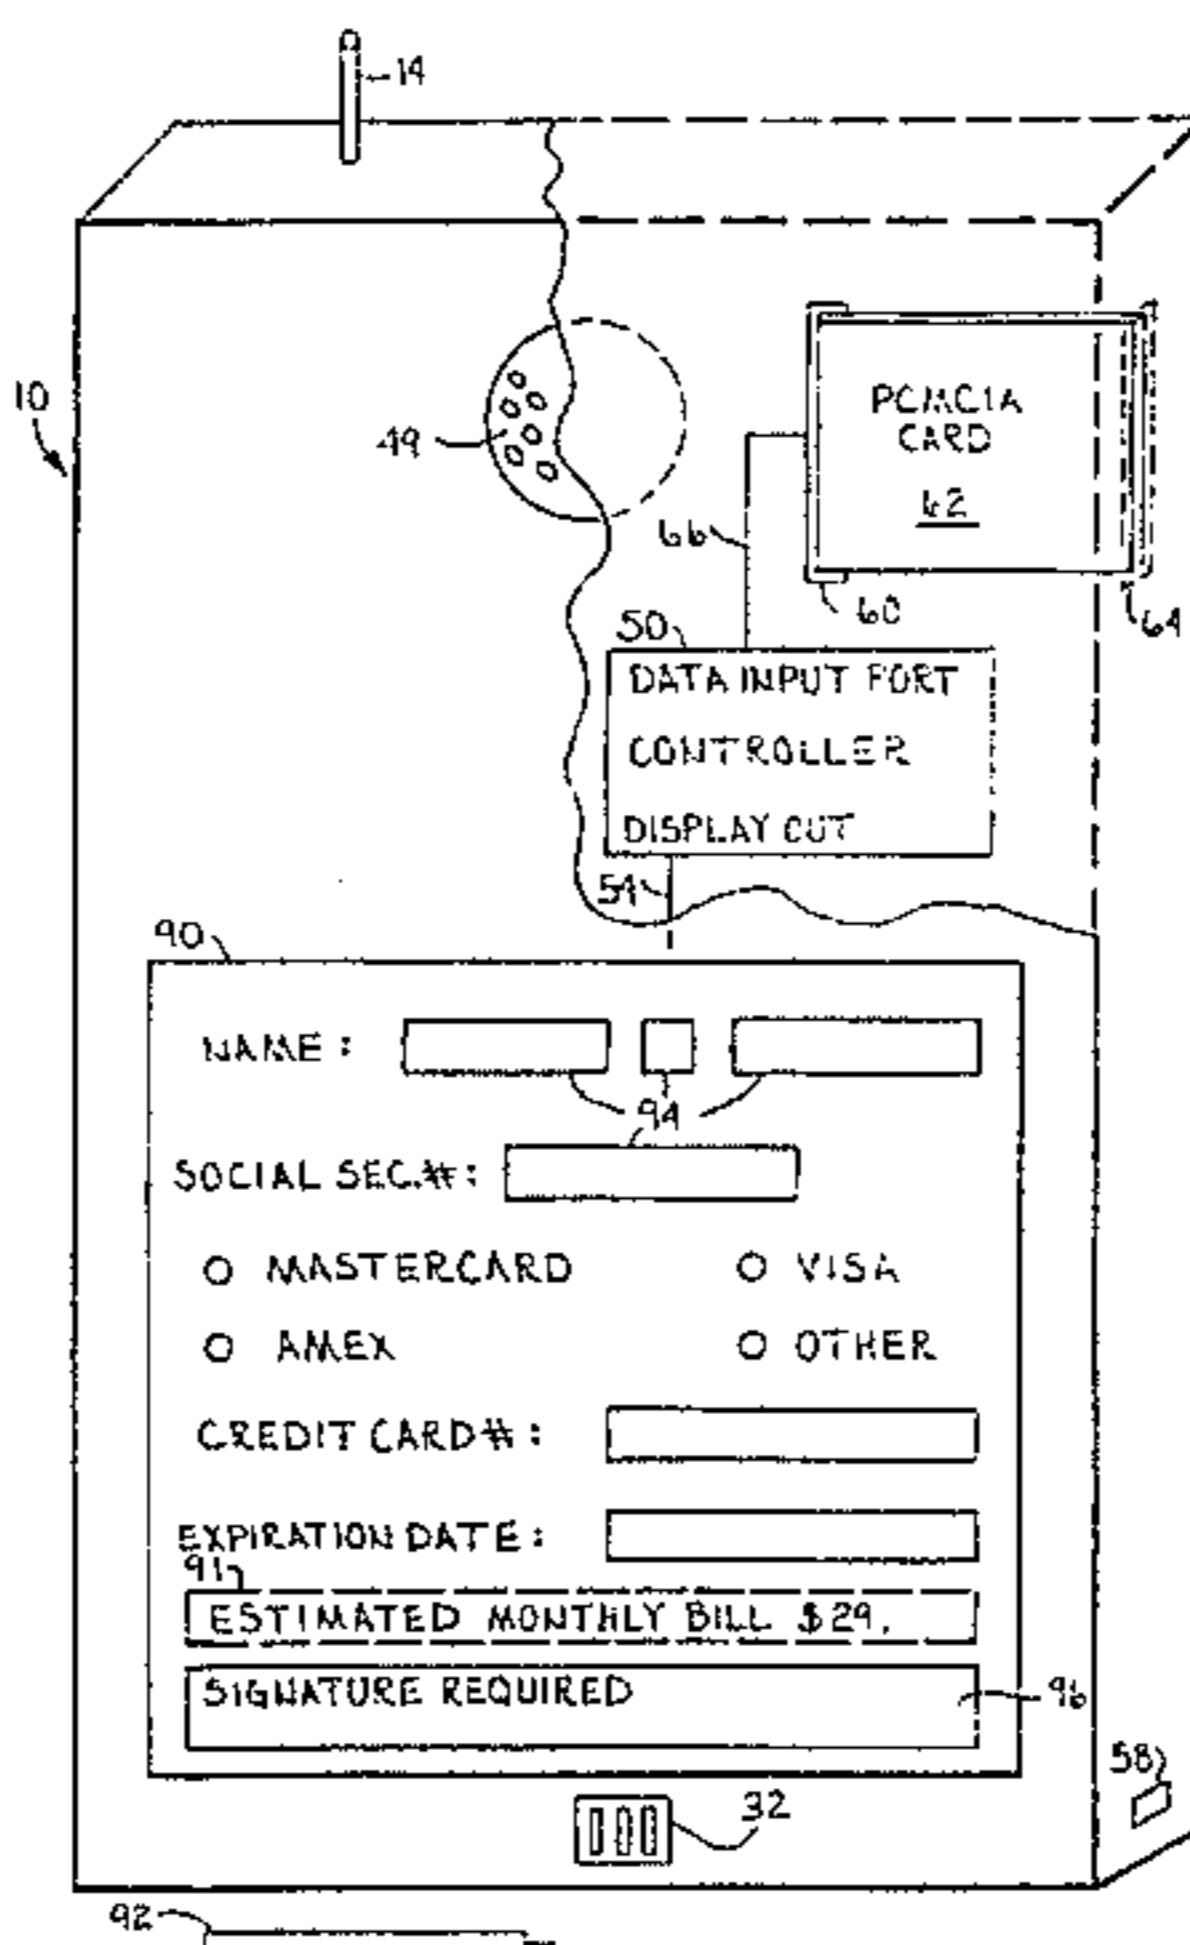 14
10
49
PCMCIA
CARD
62
66
60
64
50
DATA INPUT PORT
CONTROLLER
DISPLAY OUT
54
90
NAME:
94
SOCIAL SEC.#:
MASTERCARD VISA
AMEX OTHER
CREDIT CARD#:
EXPIRATION DATE:
91
ESTIMATED MONTHLY BILL $29.
SIGNATURE REQUIRED
96
58
32
92